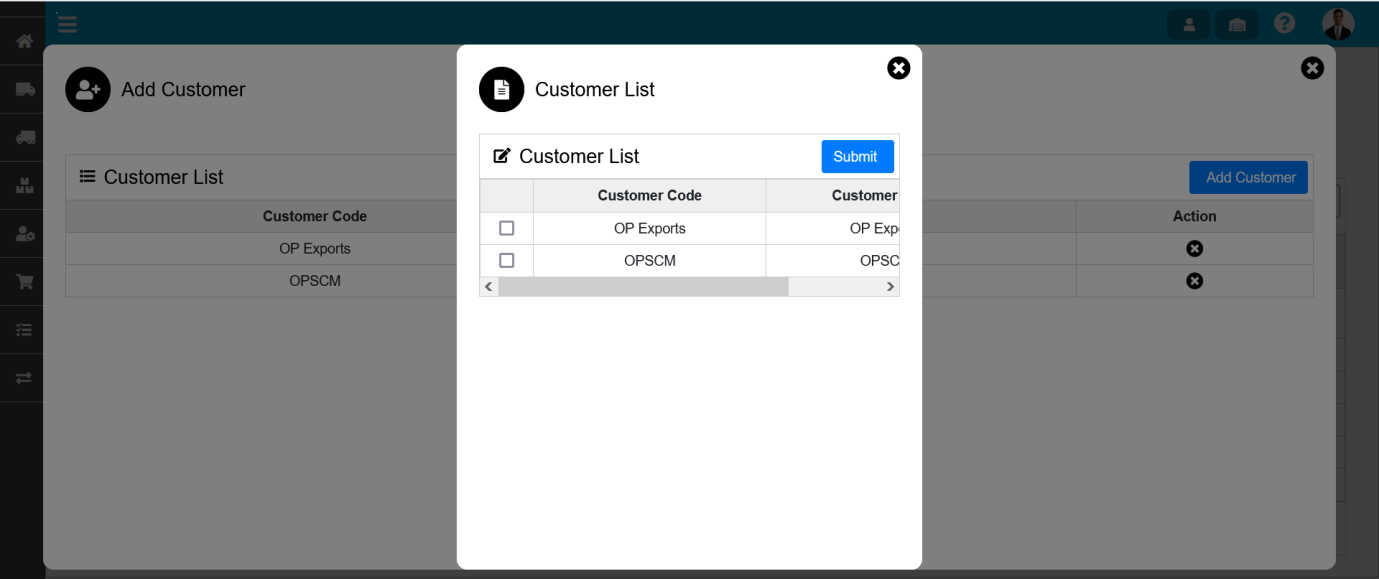 Add Customer
Customer List
Customer List
Add Customer
Customer Code
Action
OP Exports
OPSCM
Customer List
Submit
Customer Code
Customer
OP Exports
OP Exp
OPSCM
OPSC